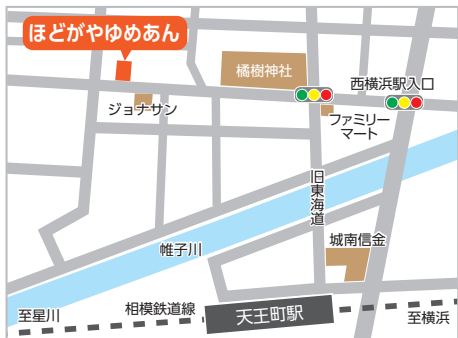 ほどがやゆめあん
橘樹神社
西横浜駅入口
ジョナサン
ファミリー
マート
旧東海道
城南信金
帷子川
相模鉄道線
天王町駅
至星川
至横浜